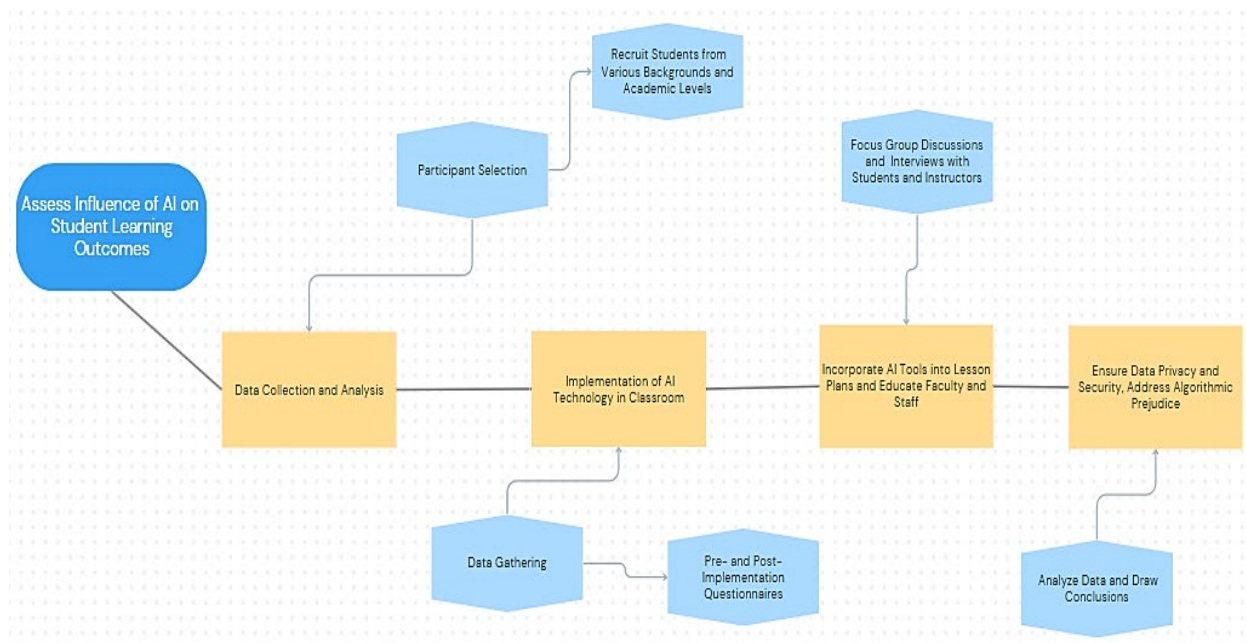 Recruit Students from
Various Backgrounds and
Academic Levels
Focus Group Discussions
and Interviews with
Students and Instructors
Participant Selection
Assess Influence of AI on
Student Learning
Outcomes
Data Collection and Analysis
Implementation of AI
Technology in Classroom
Incorporate AI Tools into Lesson
Plans and Educate Faculty and
Staff
Ensure Data Privacy and
Security, Address Algorithmic
Prejudice
Data Gathering
Pre- and Post-
Implementation
Questionnaires
Analyze Data and Draw
Conclusions